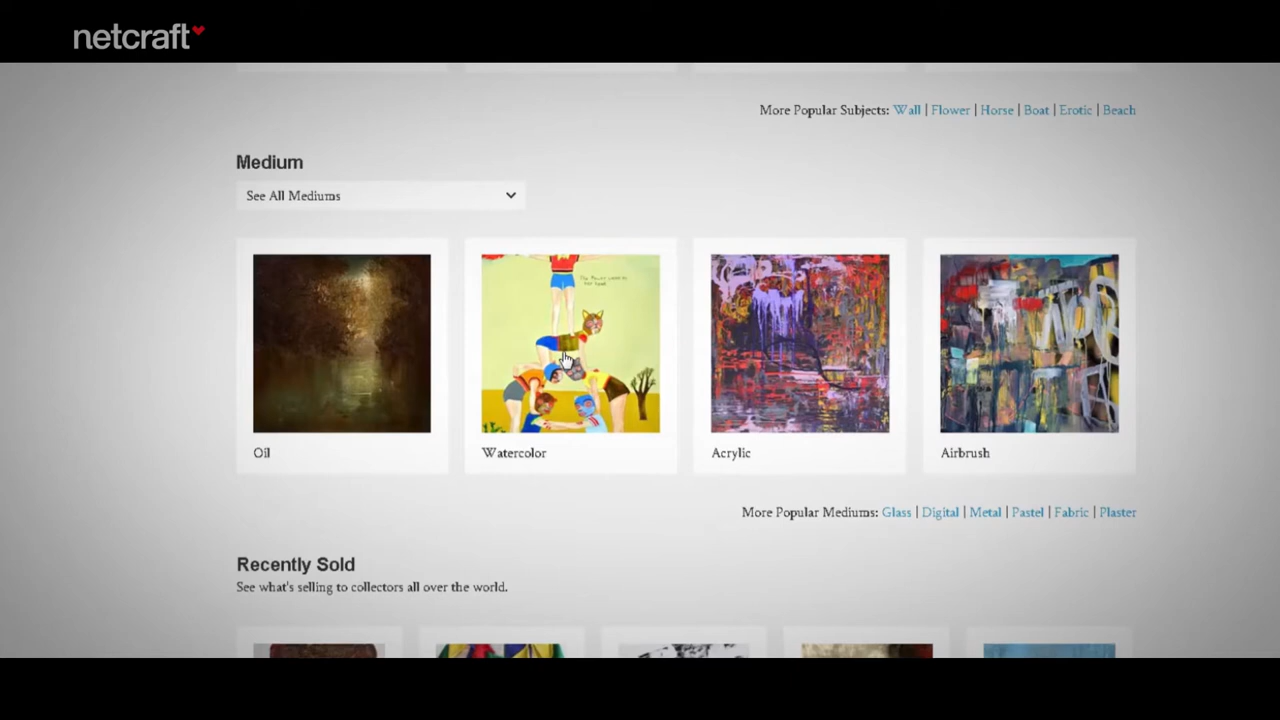 netcraft
More Popular Subjects: Wall | Flower | Horse | Boat | Erotic | Beach
Medium
See All Mediums
Oil
Watercolor
Acrylic
Airbrush
More Popular Mediums: Glass | Digital | Metal | Pastel | Fabric | Plaster
Recently Sold
See what's selling to collectors all over the world.